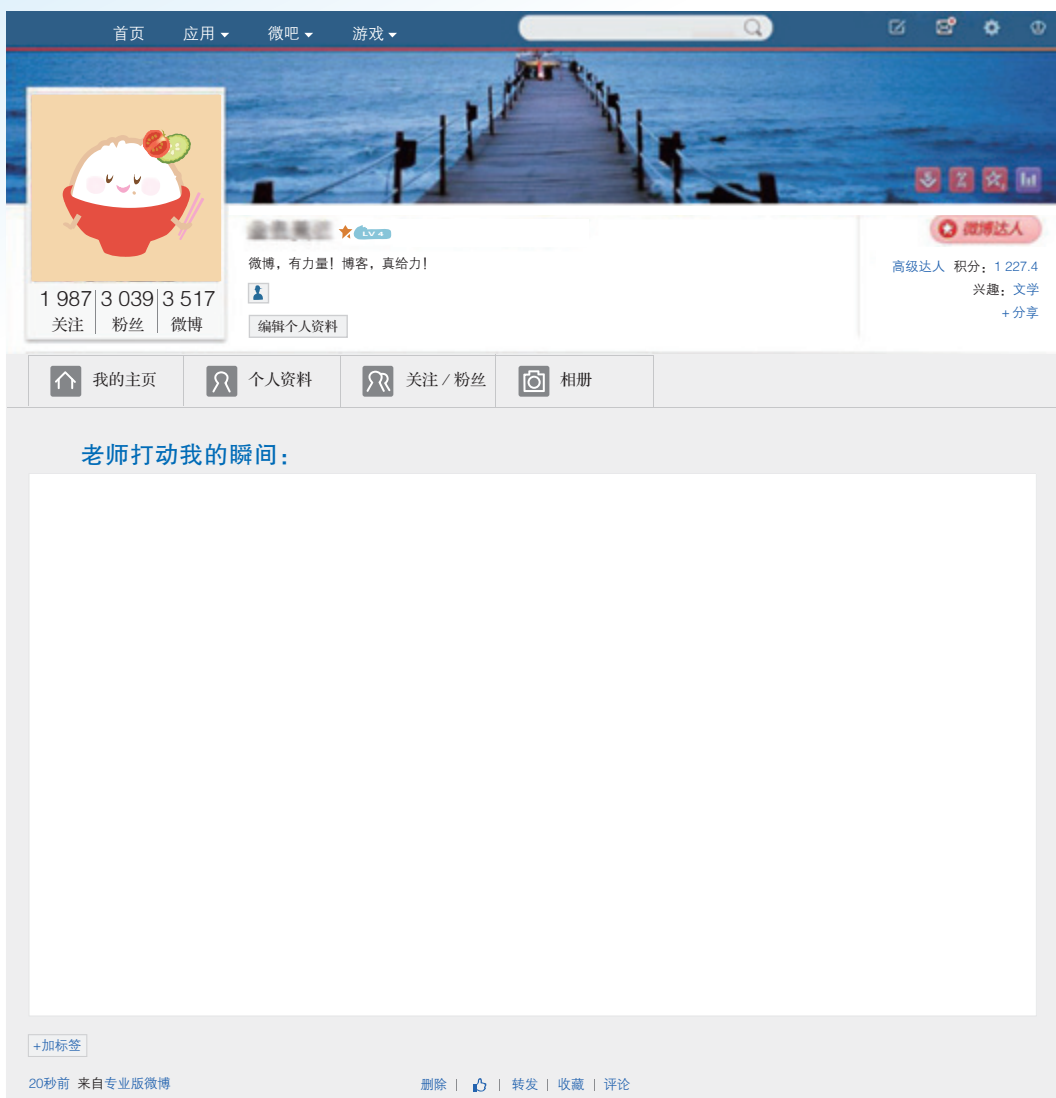 首页 应用 微吧 游戏
LV 4
微博达人
微博，有力量！博客，真给力！
高级达人 积分：1 227.4
兴趣：文学
+分享
1 987 3 039 3 517
关注 粉丝 微博
编辑个人资料
我的主页 个人资料 关注/粉丝 相册
老师打动我的瞬间：
+加标签
20秒前 来自专业版微博 删除 | | 转发 | 收藏 | 评论